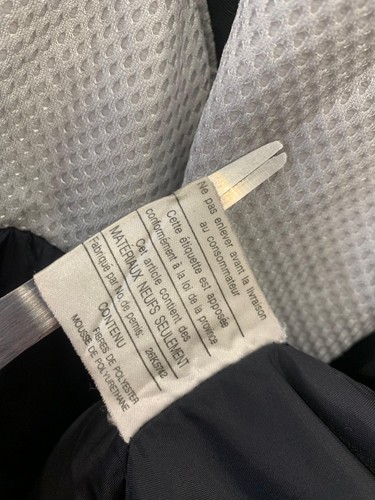 Ne pas enlever avant la livraison
au consommateur
Cette étiquette est apposée
conformément à la loi de la province
Cet article contient des
MATÉRIAUX NEUFS SEULEMENT
Fabriqué par No. de permis:
CONTENU
FIBRES DE POLYESTER
MOUSSE DE POLYURETHANE